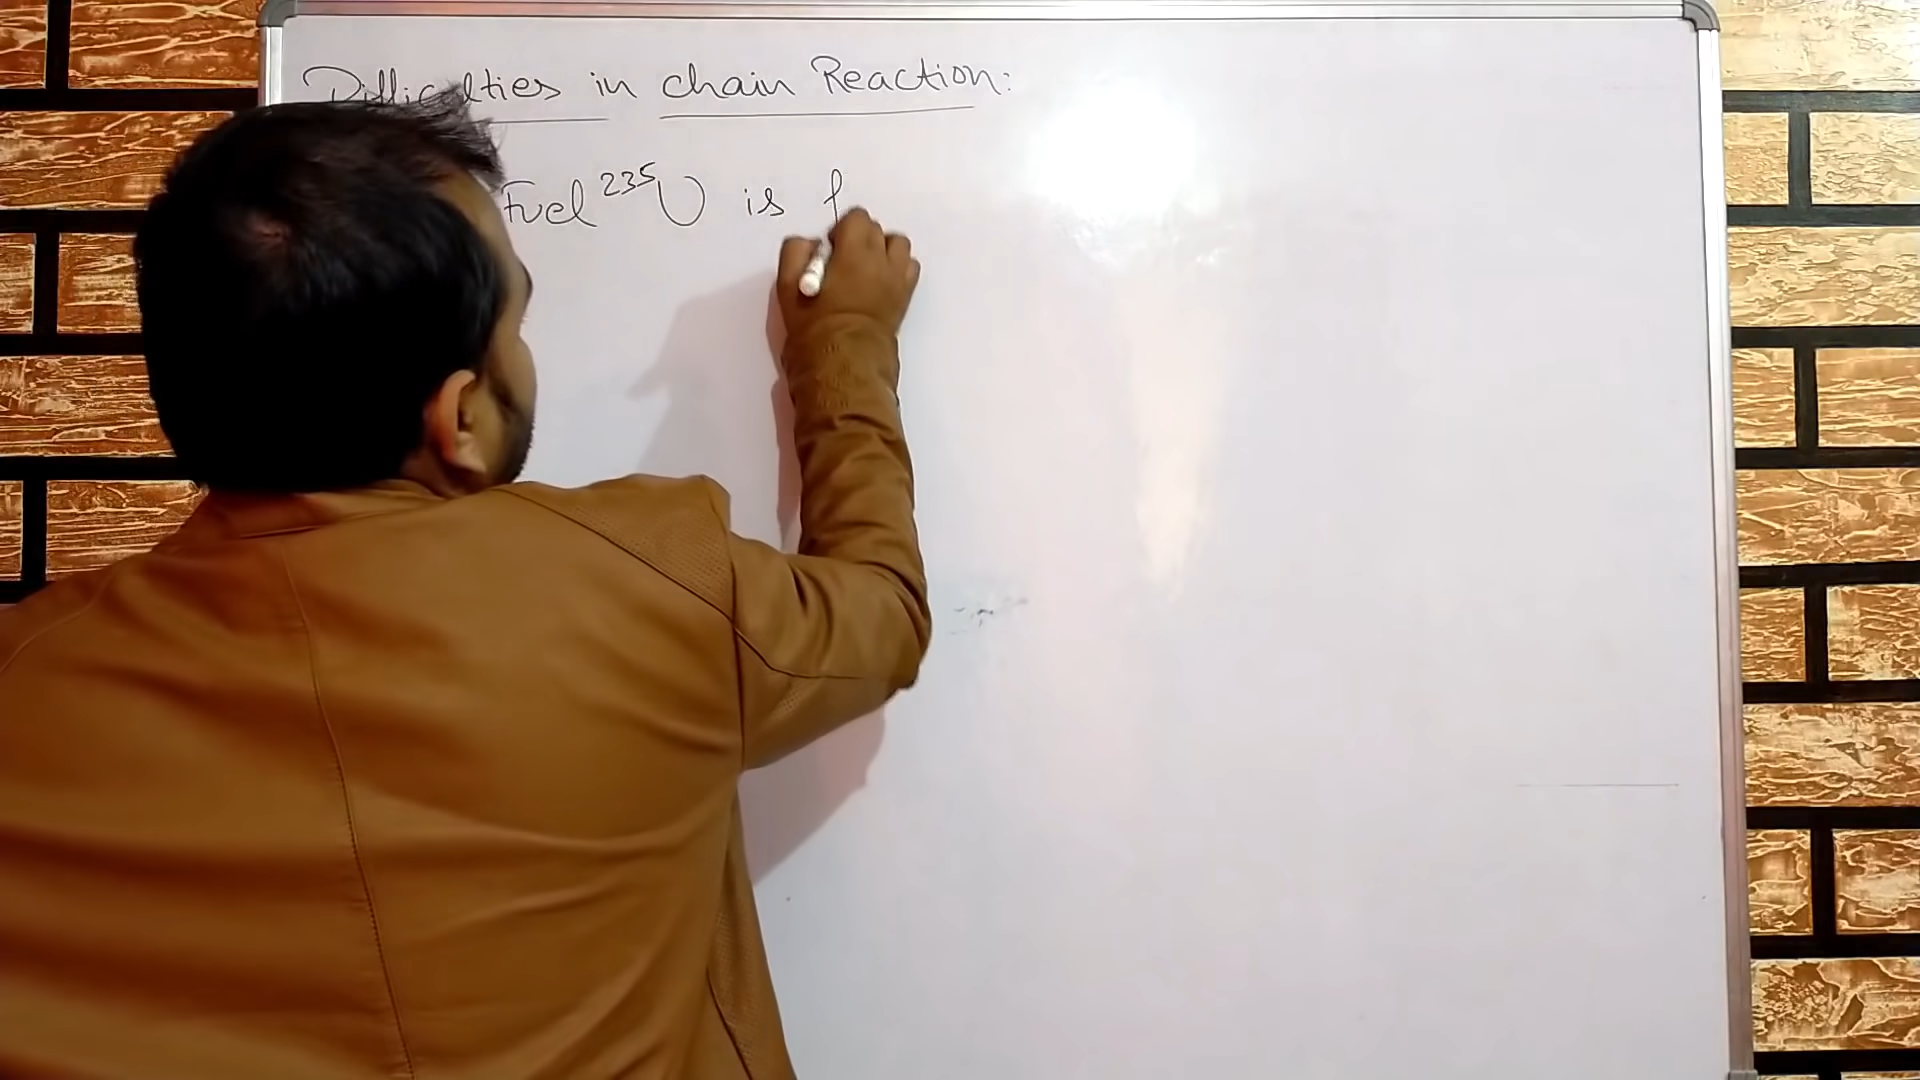 Difficulties in chain Reaction:
Fuel ²³⁵U is f